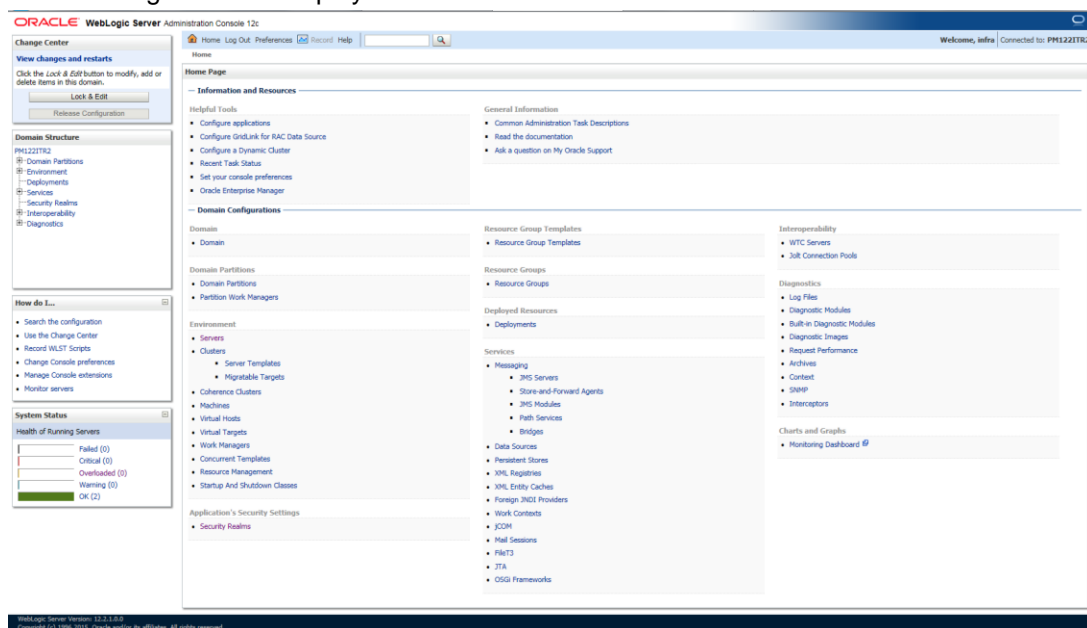 ORACLE WebLogic Server Administration Console 12c
Change Center
View changes and restarts
Click the Lock & Edit button to modify, add or
delete items in this domain.
Lock & Edit
Release Configuration
Domain Structure
PM122ITR2
Domain Partitions
Environment
Deployments
Services
Security Realms
Interoperability
Diagnostics
How do I...
Search the configuration
Use the Change Center
Record WLST Scripts
Change Console preferences
Manage Console extensions
Monitor servers
System Status
Health of Running Servers
Failed (0)
Critical (0)
Overloaded (0)
Warning (0)
OK (2)
Home Log Out Preferences Record Help
Welcome, infra Connected to: PM122ITR2
Home
Home Page
Information and Resources
Helpful Tools
Configure applications
Configure GridLink for RAC Data Source
Configure a Dynamic Cluster
Recent Task Status
Set your console preferences
Oracle Enterprise Manager
General Information
Common Administration Task Descriptions
Read the documentation
Ask a question on My Oracle Support
Domain Configurations
Domain
Domain
Domain Partitions
Domain Partitions
Partition Work Managers
Environment
Servers
Clusters
Server Templates
Migratable Targets
Coherence Clusters
Machines
Virtual Hosts
Virtual Targets
Work Managers
Concurrent Templates
Resource Management
Startup And Shutdown Classes
Application's Security Settings
Security Realms
Resource Group Templates
Resource Group Templates
Resource Groups
Resource Groups
Deployed Resources
Deployments
Services
Messaging
JMS Servers
Store-and-Forward Agents
JMS Modules
Path Services
Bridges
Data Sources
Persistent Stores
XML Registries
XML Entity Caches
Foreign JNDI Providers
Work Contexts
jCOM
Mail Sessions
FileT3
JTA
OSGi Frameworks
Interoperability
WTC Servers
Jolt Connection Pools
Diagnostics
Log Files
Diagnostic Modules
Built-in Diagnostic Modules
Diagnostic Images
Request Performance
Archives
Context
SNMP
Interceptors
Charts and Graphs
Monitoring Dashboard
WebLogic Server Version: 12.2.1.0.0
Copyright (c) 1996,2015, Oracle and/or its affiliates. All rights reserved.